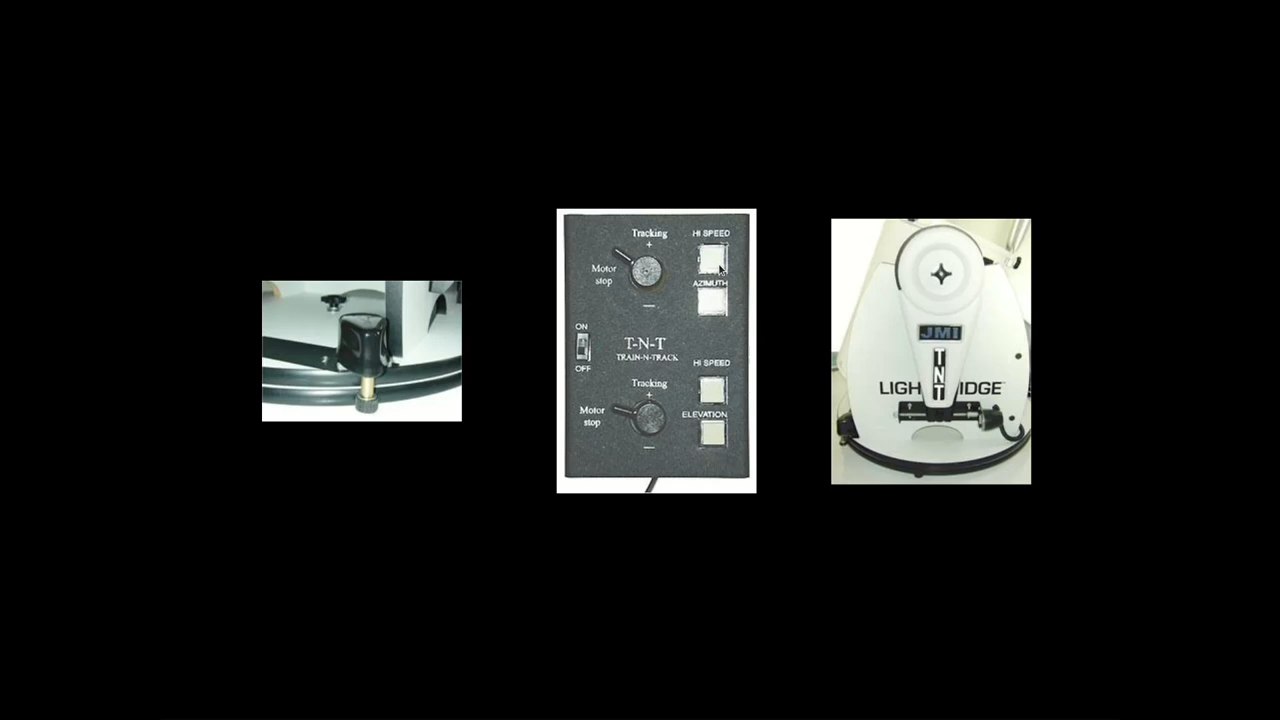 Tracking
+
HI SPEED
Motor
stop
AZIMUTH
—
ON
T-N-T
TRAIN-N-TRACK
OFF
HI SPEED
Tracking
+
Motor
stop
ELEVATION
—
JMI
TNT
LIGH IDGE